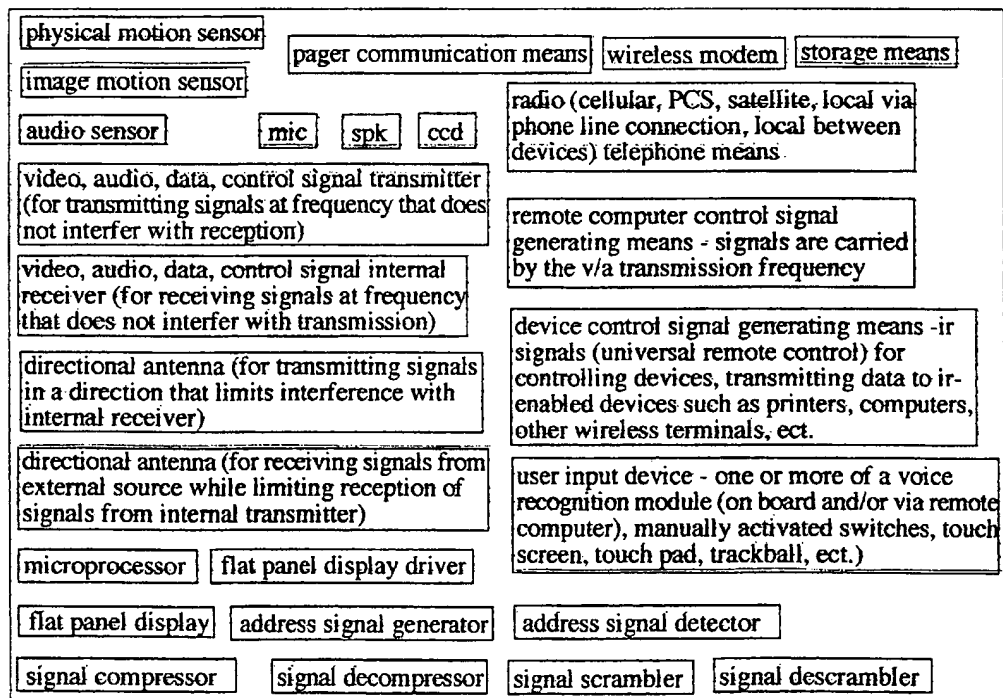 physical motion sensor
pager communication means
wireless modem
storage means
image motion sensor
audio sensor
mic
spk
ccd
radio (cellular, PCS, satellite, local via
phone line connection, local between
devices) telephone means
video, audio, data, control signal transmitter
(for transmitting signals at frequency that does
not interfer with reception)
remote computer control signal
generating means - signals are carried
by the v/a transmission frequency
video, audio, data, control signal internal
receiver (for receiving signals at frequency
that does not interfer with transmission)
device control signal generating means -ir
signals (universal remote control) for
controlling devices, transmitting data to ir-
enabled devices such as printers, computers,
other wireless terminals, ect.
directional antenna (for transmitting signals
in a direction that limits interference with
internal receiver)
directional antenna (for receiving signals from
external source while limiting reception of
signals from internal transmitter)
user input device - one or more of a voice
recognition module (on board and/or via remote
computer), manually activated switches, touch
screen, touch pad, trackball, ect.)
microprocessor
flat panel display driver
flat panel display
address signal generator
address signal detector
signal compressor
signal decompressor
signal scrambler
signal descrambler